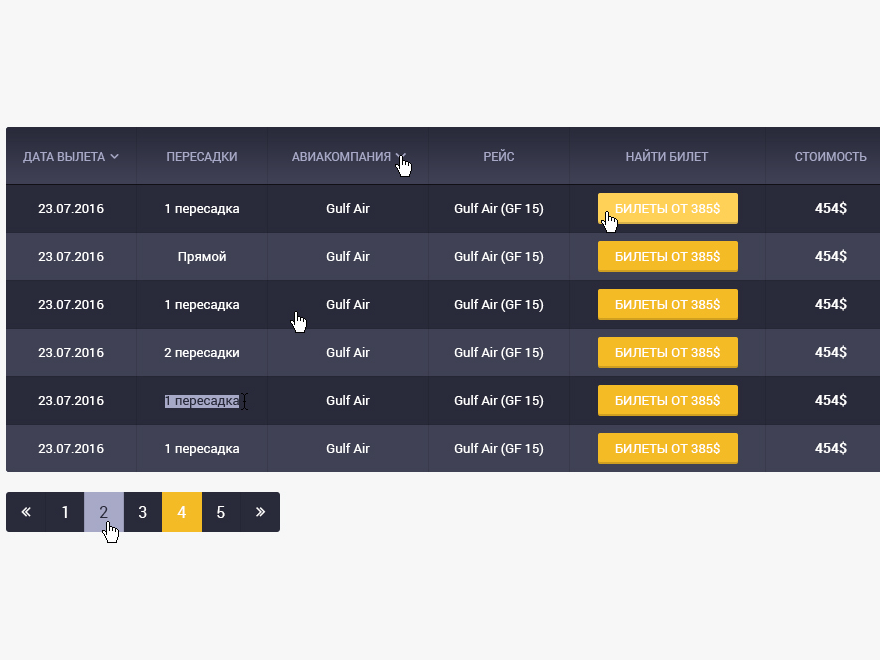 ДАТА ВЫЛЕТА ПЕРЕСАДКИ АВИАКОМПАНИЯ РЕЙС НАЙТИ БИЛЕТ СТОИМОСТЬ
23.07.2016 1 пересадка Gulf Air Gulf Air (GF 15) БИЛЕТЫ ОТ 385$ 454$
23.07.2016 Прямой Gulf Air Gulf Air (GF 15) БИЛЕТЫ ОТ 385$ 454$
23.07.2016 1 пересадка Gulf Air Gulf Air (GF 15) БИЛЕТЫ ОТ 385$ 454$
23.07.2016 2 пересадки Gulf Air Gulf Air (GF 15) БИЛЕТЫ ОТ 385$ 454$
23.07.2016 1 пересадка Gulf Air Gulf Air (GF 15) БИЛЕТЫ ОТ 385$ 454$
23.07.2016 1 пересадка Gulf Air Gulf Air (GF 15) БИЛЕТЫ ОТ 385$ 454$
« 1 2 3 4 5 »